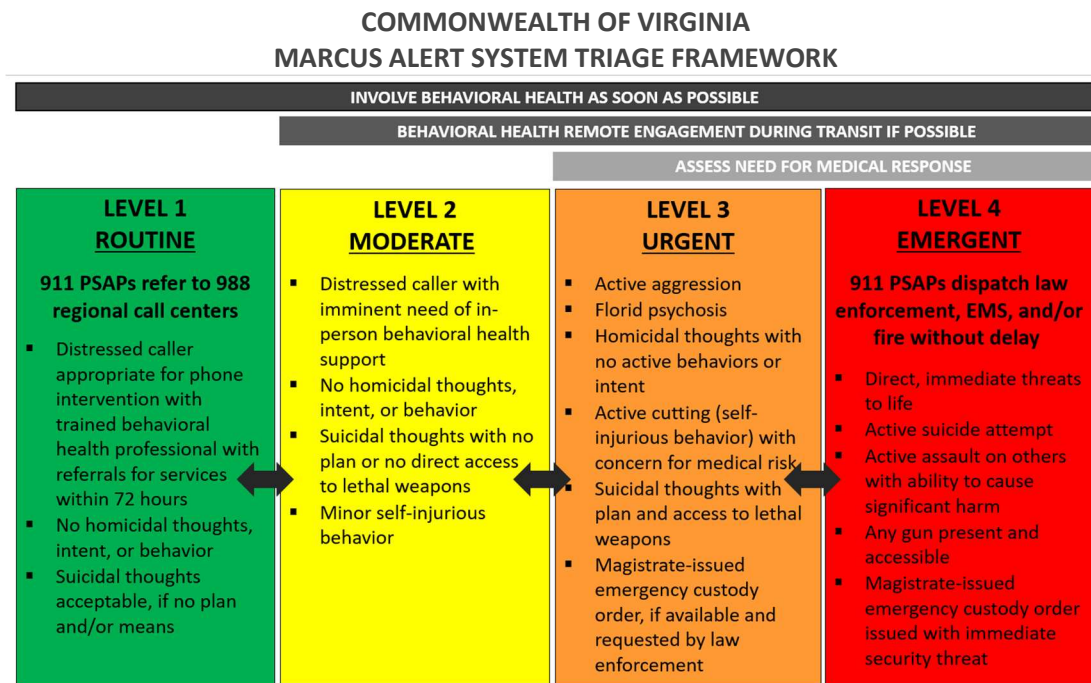 COMMONWEALTH OF VIRGINIA
MARCUS ALERT SYSTEM TRIAGE FRAMEWORK
INVOLVE BEHAVIORAL HEALTH AS SOON AS POSSIBLE
BEHAVIORAL HEALTH REMOTE ENGAGEMENT DURING TRANSIT IF POSSIBLE
ASSESS NEED FOR MEDICAL RESPONSE
LEVEL 1
ROUTINE
911 PSAPs refer to 988
regional call centers
▪ Distressed caller
appropriate for phone
intervention with
trained behavioral
health professional with
referrals for services
within 72 hours
▪ No homicidal thoughts,
intent, or behavior
▪ Suicidal thoughts
acceptable, if no plan
and/or means
LEVEL 2
MODERATE
▪ Distressed caller with
imminent need of in-
person behavioral health
support
▪ No homicidal thoughts,
intent, or behavior
▪ Suicidal thoughts with no
plan or no direct access
to lethal weapons
▪ Minor self-injurious
behavior
LEVEL 3
URGENT
▪ Active aggression
▪ Florid psychosis
▪ Homicidal thoughts with
no active behaviors or
intent
▪ Active cutting (self-
injurious behavior) with
concern for medical risk
▪ Suicidal thoughts with
plan and access to lethal
weapons
▪ Magistrate-issued
emergency custody
order, if available and
requested by law
enforcement
LEVEL 4
EMERGENT
911 PSAPs dispatch law
enforcement, EMS, and/or
fire without delay
▪ Direct, immediate threats
to life
▪ Active suicide attempt
▪ Active assault on others
with ability to cause
significant harm
▪ Any gun present and
accessible
▪ Magistrate-issued
emergency custody order
issued with immediate
security threat